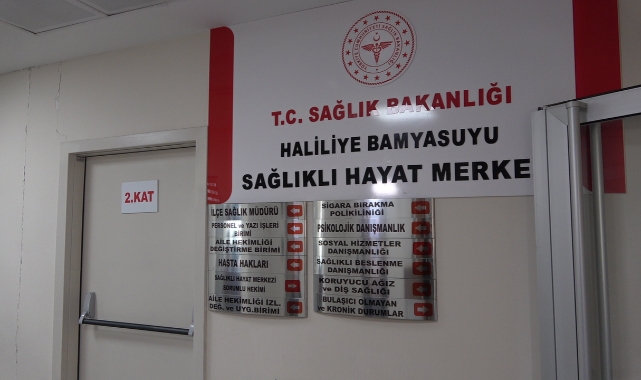 T.C. SAĞLIK BAKANLIĞI
HALİLİYE BAMYASUYU
SAĞLIKLI HAYAT MERKE
2.KAT
İLÇE SAĞLIK MÜDÜRÜ
PERSONEL ve YAZI İŞLERİ
BİRİMİ
AİLE HEKİMLİĞİ
DEĞİŞTİRME BİRİMİ
HASTA HAKLARI
SAĞLIKLI HAYAT MERKEZİ
SORUMLU HEKİMİ
AİLE HEKİMLİĞİ İZL.
DEĞ. ve UYG.BİRİMİ
SİGARA BIRAKMA
POLİKİLİNİĞİ
PSİKOLOJİK DANIŞMANLIK
SOSYAL HİZMETLER
DANIŞMANLIĞI
SAĞLIKLI BESLENME
DANIŞMANLIĞI
KORUYUCU AĞIZ
ve DİŞ SAĞLIĞI
BULAŞICI OLMAYAN
ve KRONİK DURUMLAR